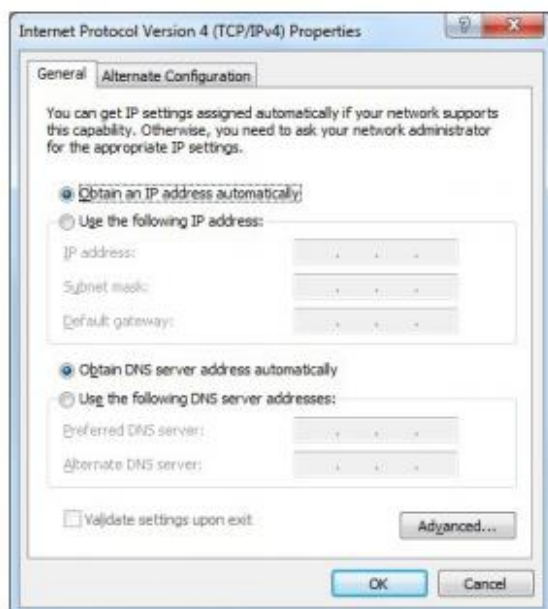 Internet Protocol Version 4 (TCP/IPv4) Properties
General
Alternate Configuration
You can get IP settings assigned automatically if your network supports
this capability. Otherwise, you need to ask your network administrator
for the appropriate IP settings.
Obtain an IP address automatically
Use the following IP address:
IP address:
Subnet mask:
Default gateway:
Obtain DNS server address automatically
Use the following DNS server addresses:
Preferred DNS server:
Alternate DNS server:
Validate settings upon exit
Advanced...
OK
Cancel